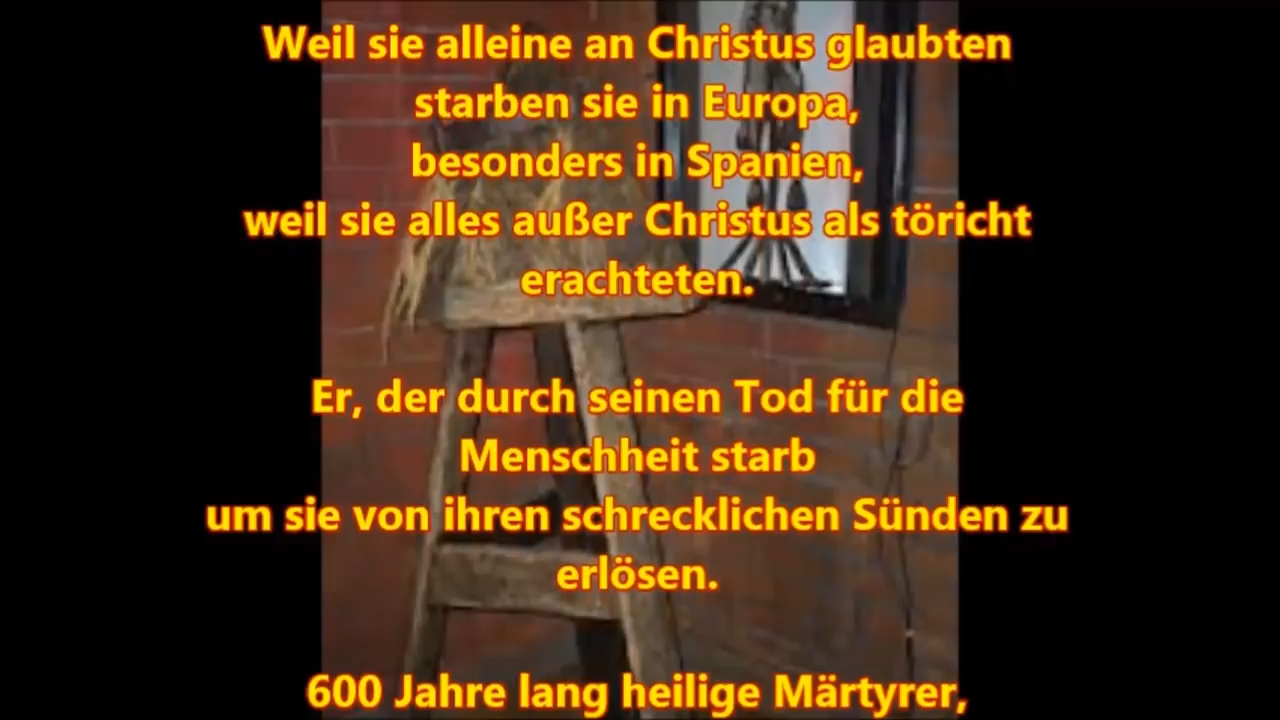 Weil sie alleine an Christus glaubten
starben sie in Europa,
besonders in Spanien,
weil sie alles außer Christus als töricht
erachteten.
Er, der durch seinen Tod für die
Menschheit starb
um sie von ihren schrecklichen Sünden zu
erlösen.
600 Jahre lang heilige Märtyrer,